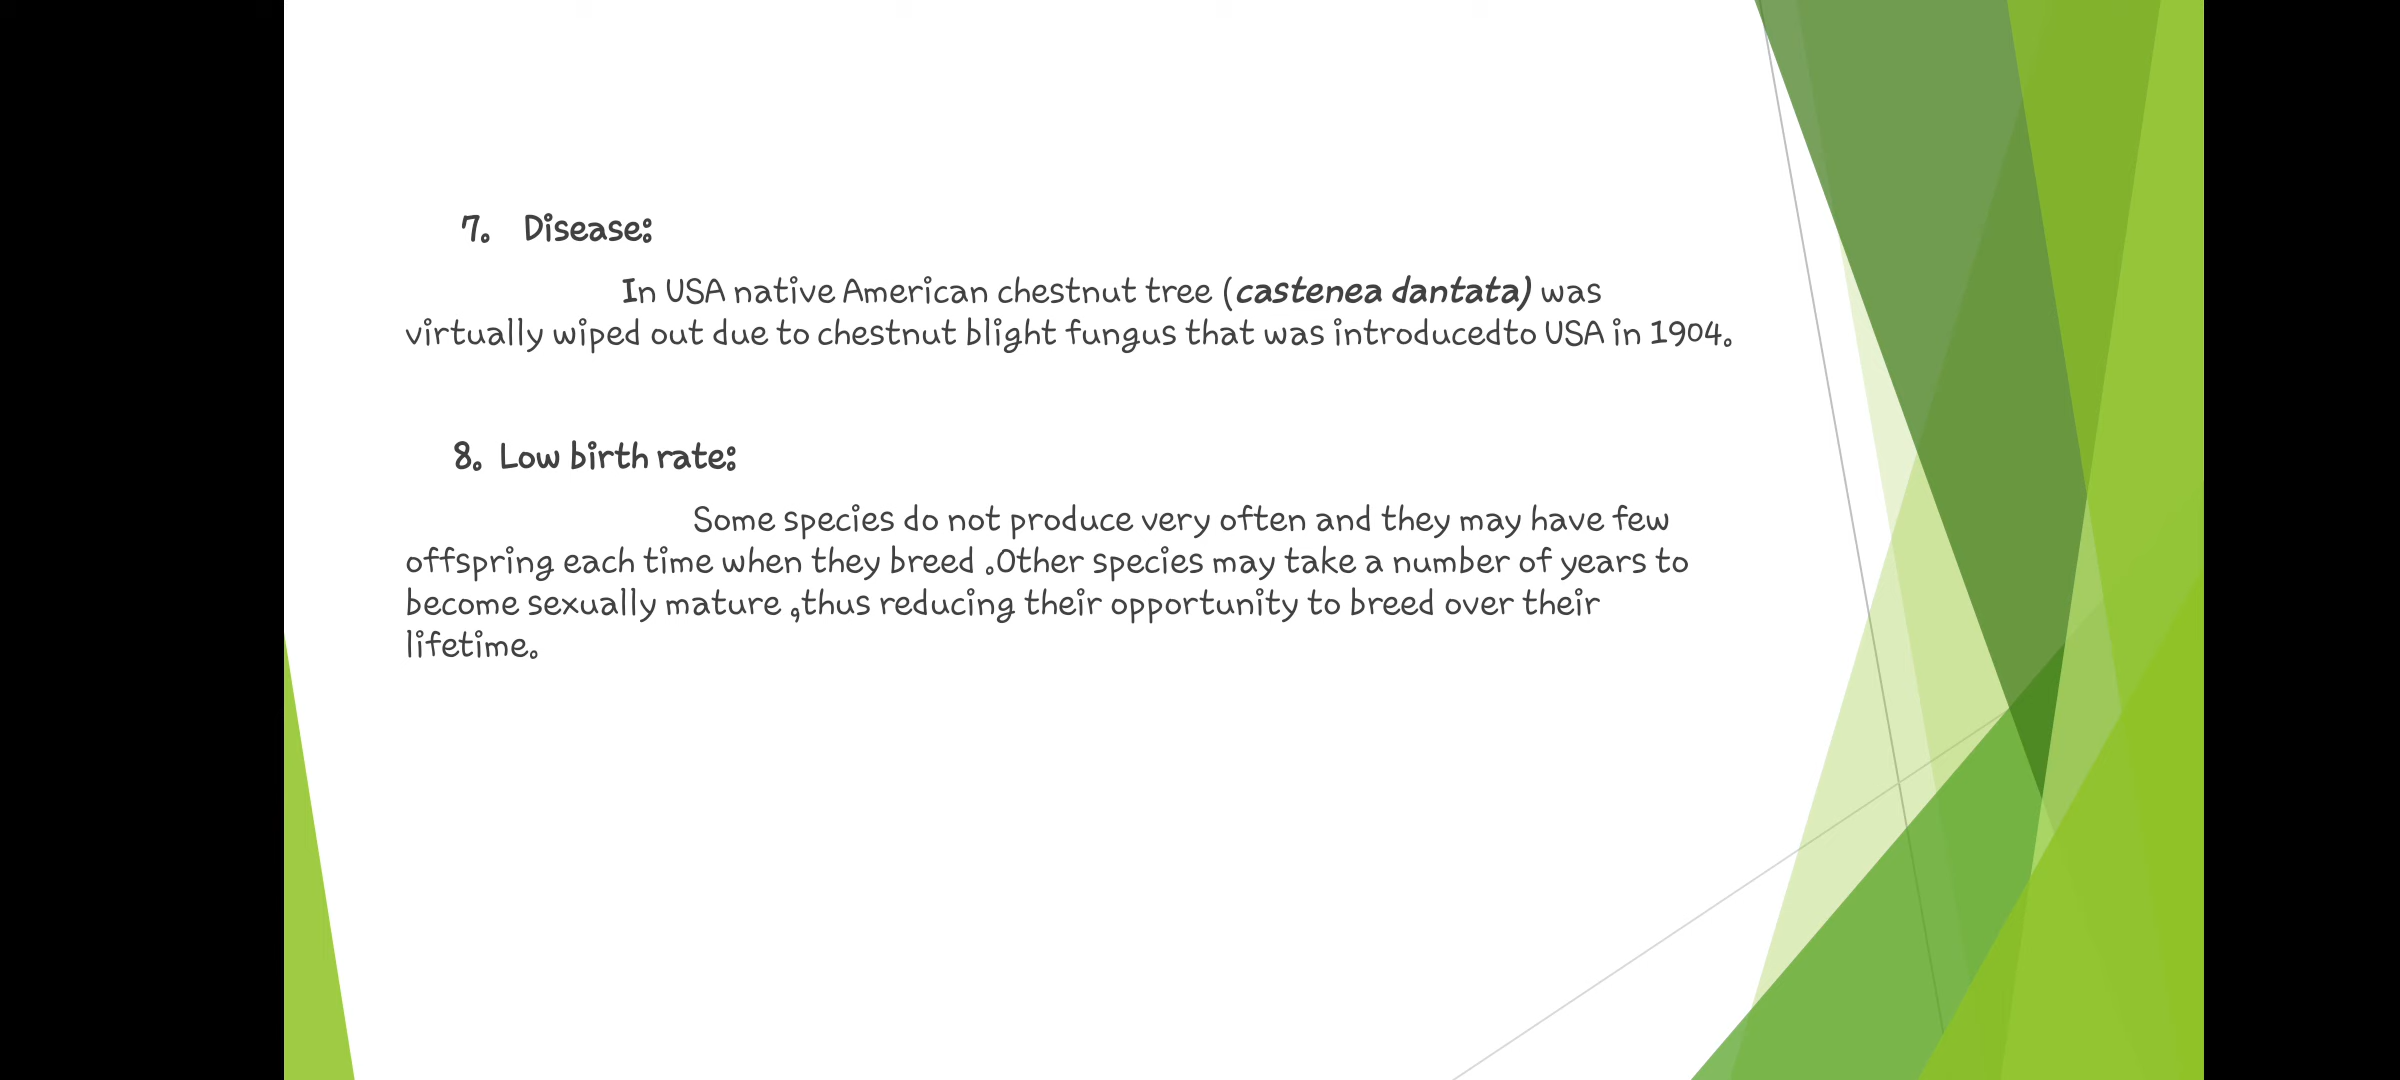 7. Disease:
In USA native American chestnut tree (castenea dantata) was
virtually wiped out due to chestnut blight fungus that was introducedto USA in 1904.
8. Low birth rate:
Some species do not produce very often and they may have few
offspring each time when they breed .Other species may take a number of years to
become sexually mature ,thus reducing their opportunity to breed over their
lifetime.